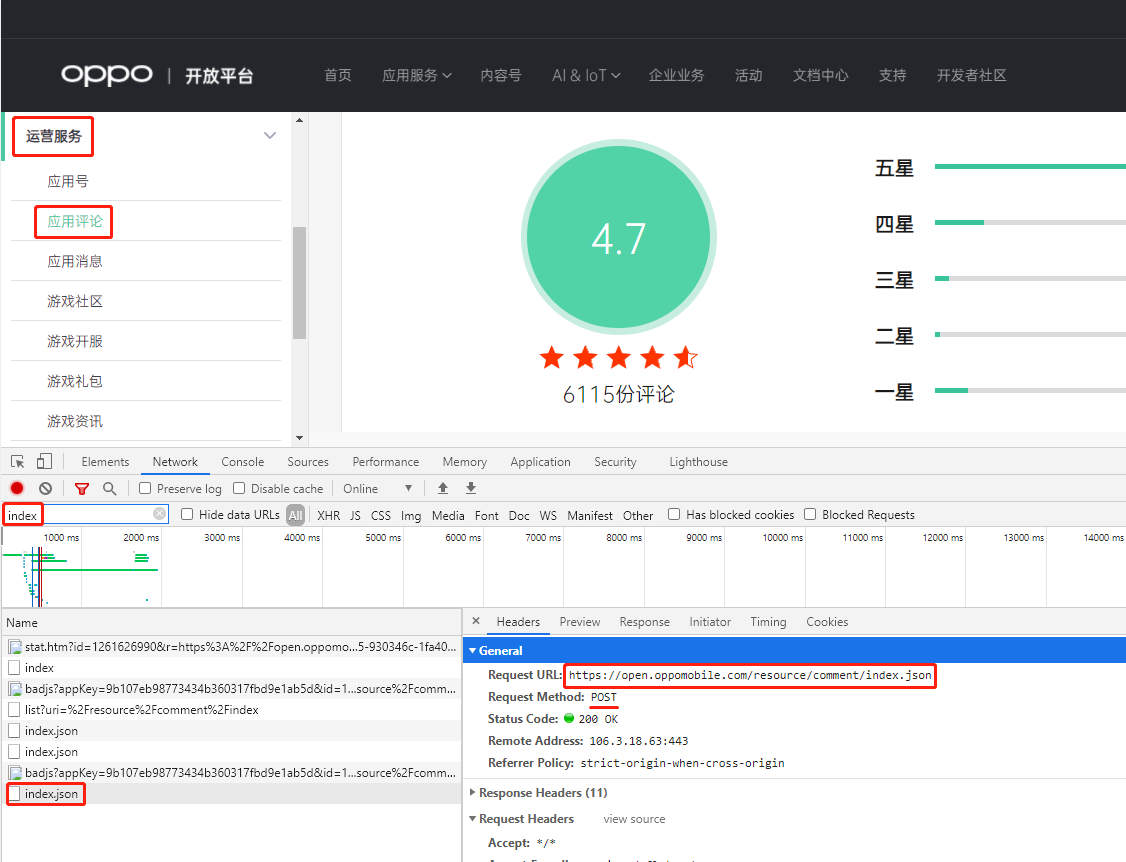 oppo | 开放平台 首页 应用服务 内容号 AI & IoT 企业业务 活动 文档中心 支持 开发者社区
运营服务
应用号
应用评论
应用消息
游戏社区
游戏开服
游戏礼包
游戏资讯
4.7
6115份评论
五星
四星
三星
二星
一星
Elements Network Console Sources Performance Memory Application Security Lighthouse
Preserve log Disable cache Online
index Hide data URLs All XHR JS CSS Img Media Font Doc WS Manifest Other Has blocked cookies Blocked Requests
1000 ms 2000 ms 3000 ms 4000 ms 5000 ms 6000 ms 7000 ms 8000 ms 9000 ms 10000 ms 11000 ms 12000 ms 13000 ms 14000 ms
Name
stat.htm?id=1261626990&r=https%3A%2F%2Fopen.oppomo...5-930346c-1fa40...
index
badjs?appKey=9b107eb98773434b360317fbd9e1ab5d&id=1...source%2Fcomm...
list?uri=%2Fresource%2Fcomment%2Findex
index.json
index.json
badjs?appKey=9b107eb98773434b360317fbd9e1ab5d&id=1...source%2Fcomm...
index.json
× Headers Preview Response Initiator Timing Cookies
General
Request URL: https://open.oppomobile.com/resource/comment/index.json
Request Method: POST
Status Code: 200 OK
Remote Address: 106.3.18.63:443
Referrer Policy: strict-origin-when-cross-origin
Response Headers (11)
Request Headers view source
Accept: */*